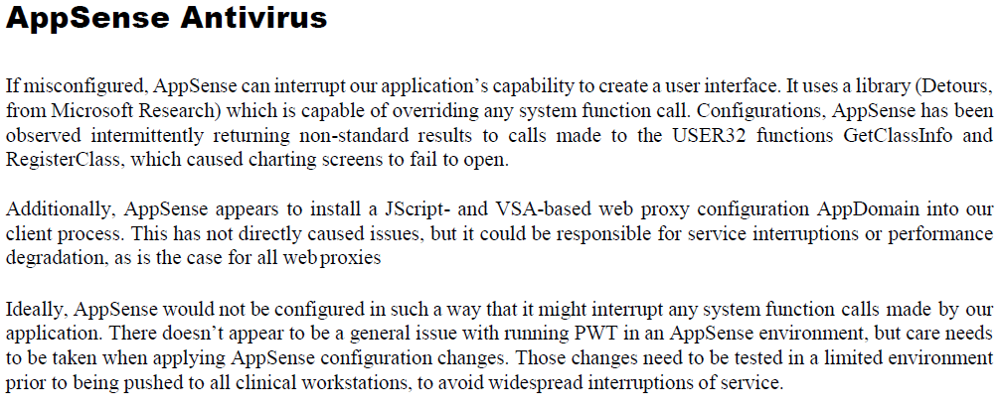 AppSense Antivirus
If misconfigured, AppSense can interrupt our application’s capability to create a user interface. It uses a library (Detours,
from Microsoft Research) which is capable of overriding any system function call. Configurations, AppSense has been
observed intermittently returning non-standard results to calls made to the USER32 functions GetClassInfo and
RegisterClass, which caused charting screens to fail to open.
Additionally, AppSense appears to install a JScript- and VSA-based web proxy configuration AppDomain into our
client process. This has not directly caused issues, but it could be responsible for service interruptions or performance
degradation, as is the case for all web proxies
Ideally, AppSense would not be configured in such a way that it might interrupt any system function calls made by our
application. There doesn’t appear to be a general issue with running PWT in an AppSense environment, but care needs
to be taken when applying AppSense configuration changes. Those changes need to be tested in a limited environment
prior to being pushed to all clinical workstations, to avoid widespread interruptions of service.